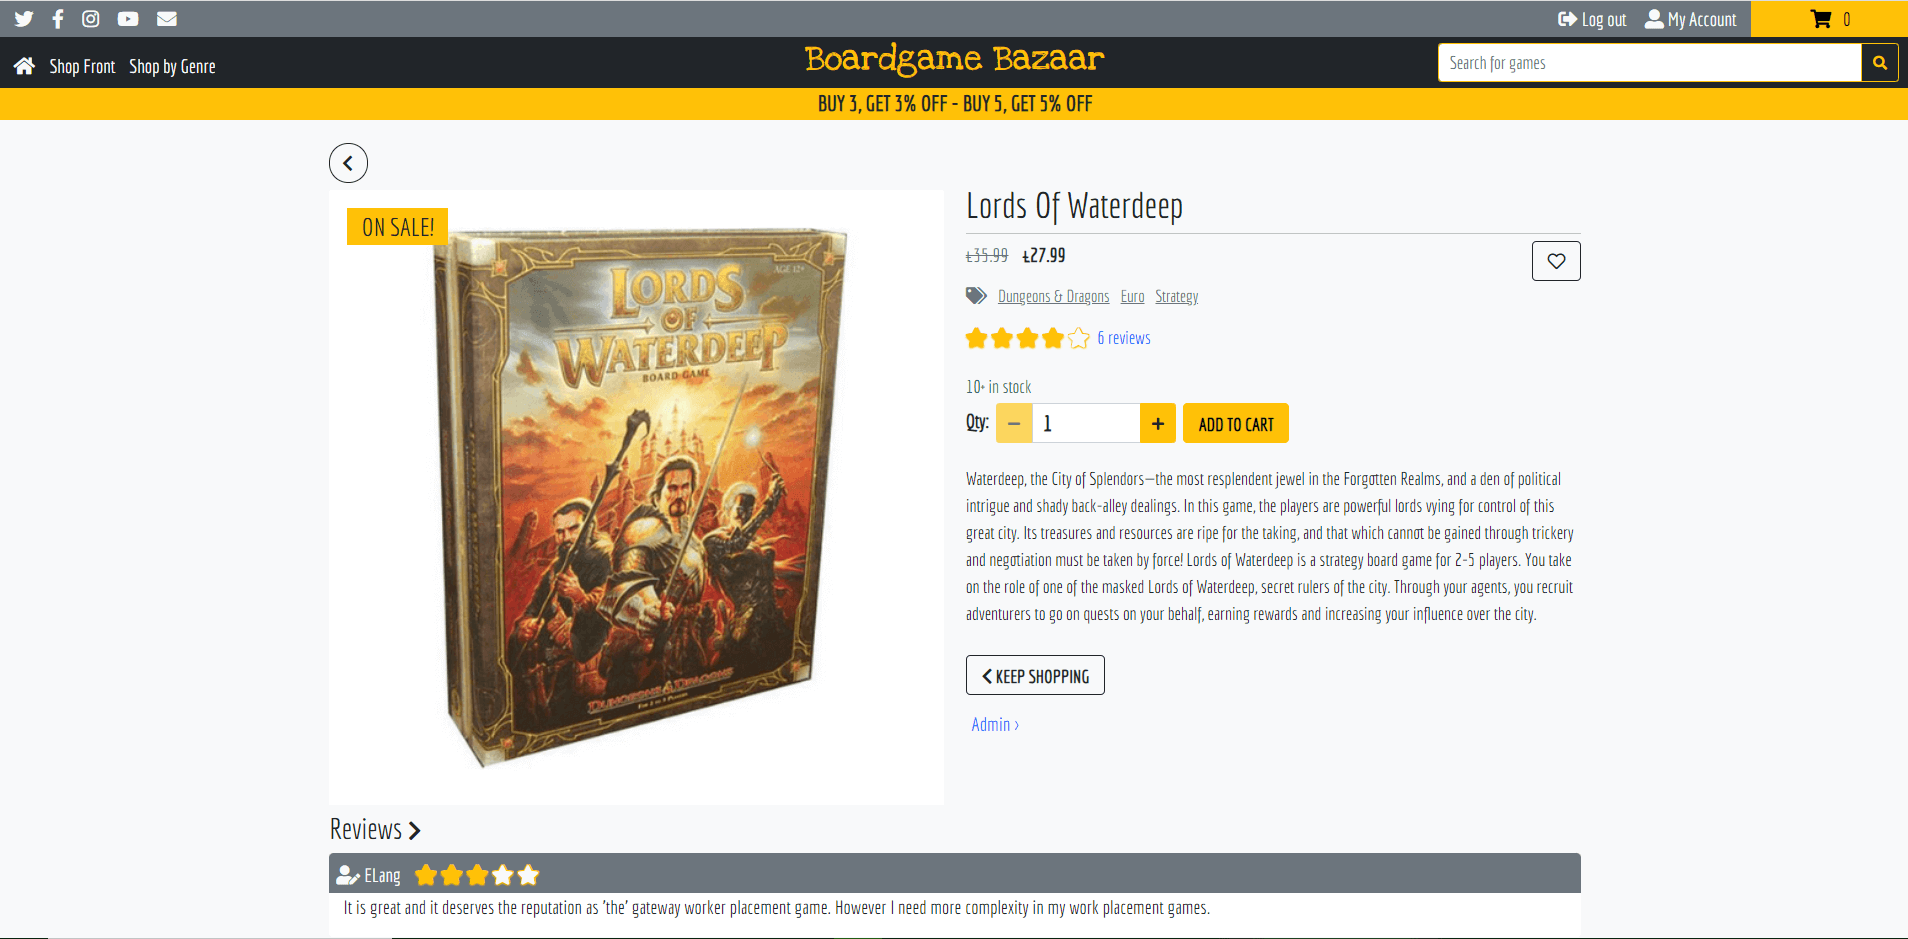 Log out My Account 0
Shop Front Shop by Genre
Boardgame Bazaar
Search for games
BUY 3, GET 3% OFF - BUY 5, GET 5% OFF
ON SALE!
AGE 12+
LORDS
OF
WATERDEEP
BOARD GAME
DUNGEONS & DRAGONS
Lords Of Waterdeep
£35.99 £27.99
Dungeons & Dragons Euro Strategy
6 reviews
10+ in stock
Qty: 1 ADD TO CART
Waterdeep, the City of Splendors—the most resplendent jewel in the Forgotten Realms, and a den of political
intrigue and shady back-alley dealings. In this game, the players are powerful lords vying for control of this
great city. Its treasures and resources are ripe for the taking, and that which cannot be gained through trickery
and negotiation must be taken by force! Lords of Waterdeep is a strategy board game for 2-5 players. You take
on the role of one of the masked Lords of Waterdeep, secret rulers of the city. Through your agents, you recruit
adventurers to go on quests on your behalf, earning rewards and increasing your influence over the city.
KEEP SHOPPING
Admin ›
Reviews
ELang
It is great and it deserves the reputation as 'the' gateway worker placement game. However I need more complexity in my work placement games.